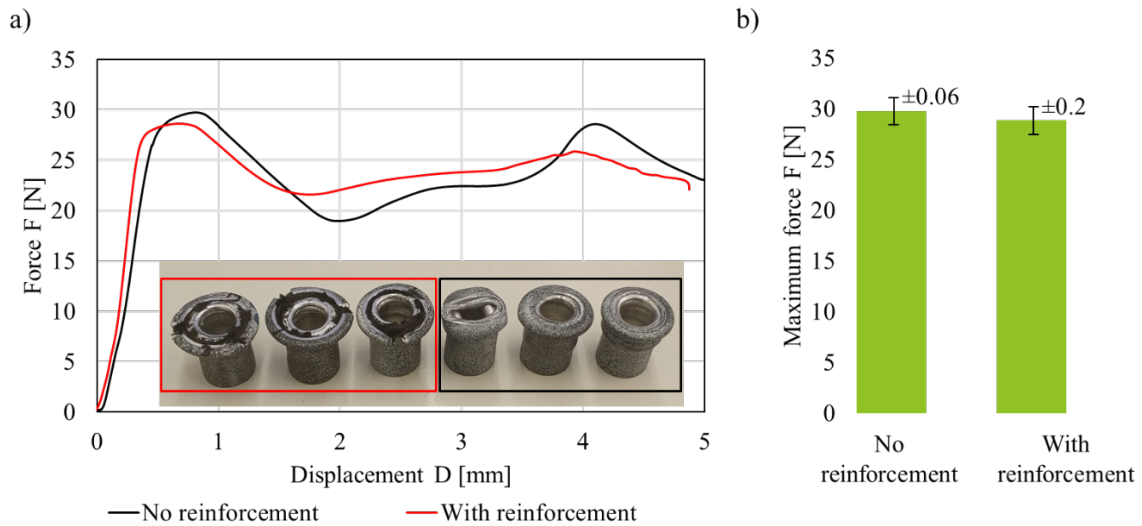 a)
35
30
25
20
15
10
5
0
Force F [N]
0 1 2 3 4 5
Displacement D [mm]
No reinforcement With reinforcement
b)
35
30
25
20
15
10
5
0
Maximum force F [N]
±0.06
±0.2
No
reinforcement
With
reinforcement